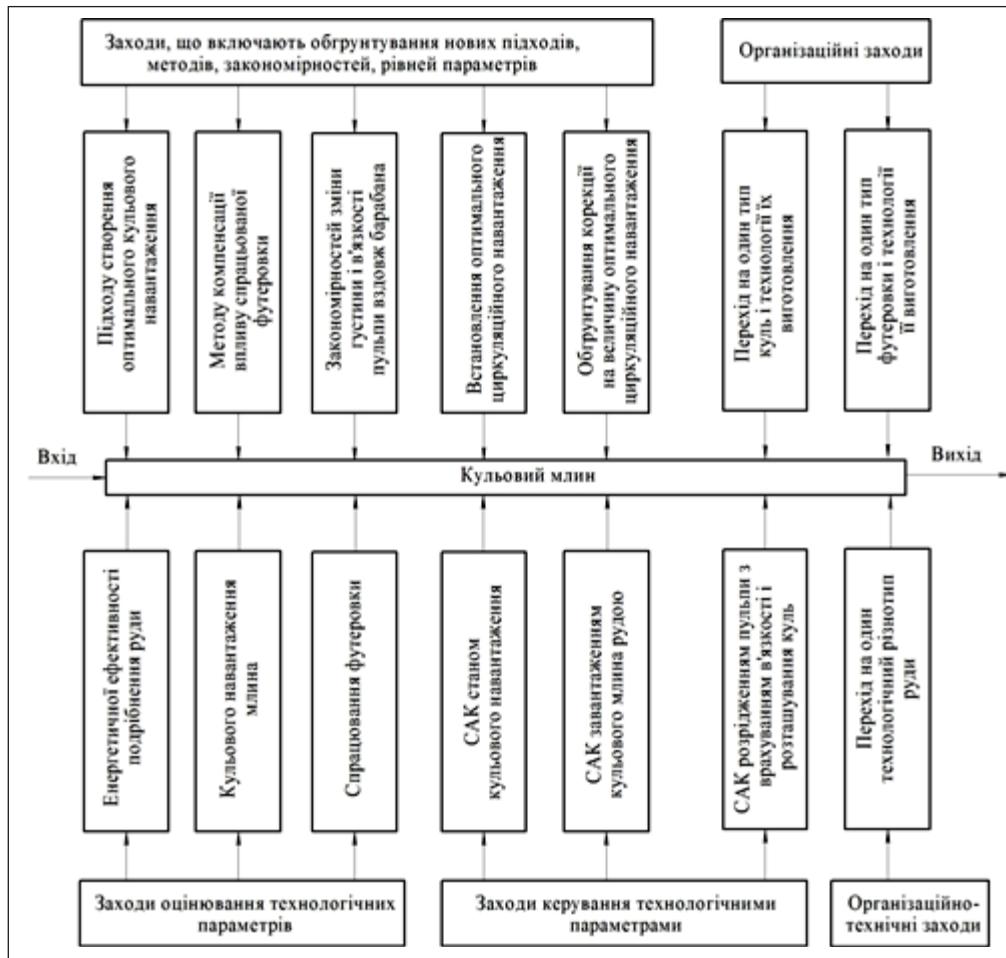 Заходи, що включають обгрунтування нових підходів,
методів, закономірностей, рівней параметрів
Організаційні заходи
Підходу створення
оптимального кульового
навантаження
Методу компенсації
впливу спрацьованої
футеровки
Закономірностей зміни
густини і в'язкості
пульпи вздовж барабана
Встановлення оптимального
циркуляційного навантаження
Обгрунтування корекції
на величину оптимального
циркуляційного навантаження
Перехід на один тип
куль і технології їх
виготовлення
Перехід на один тип
футеровки і технології
її виготовлення
Вхід
Кульовий млин
Вихід
Енергетичної ефективності
подрібнення руди
Кульового навантаження
млина
Спрацювання футеровки
САК станом
кульового навантаження
САК завантаженням
кульового млина рудою
САК розрідженням пульпи з
врахуванням в'язкості і
розташування куль
Перехід на один
технологічний різнотип
руди
Заходи оцінювання технологічних
параметрів
Заходи керування технологічними
параметрами
Організаційно-
технічні заходи